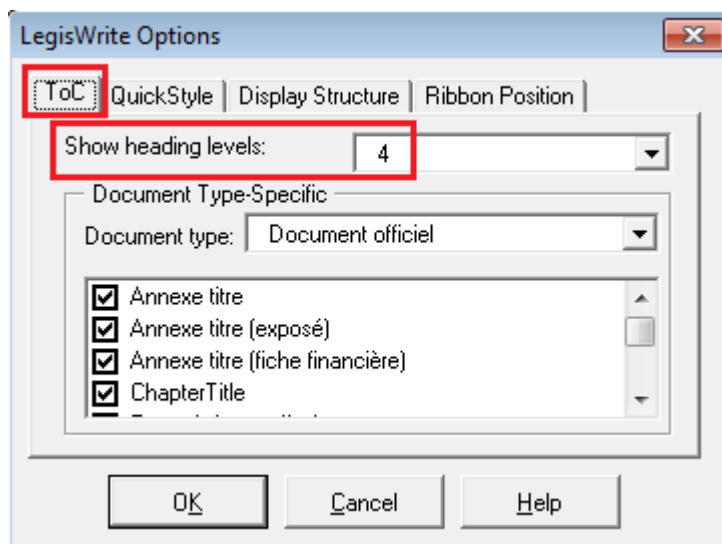 LegisWrite Options
ToC QuickStyle Display Structure Ribbon Position
Show heading levels: 4
Document Type-Specific
Document type: Document officiel
Annexe titre
Annexe titre (exposé)
Annexe titre (fiche financière)
ChapterTitle
OK Cancel Help